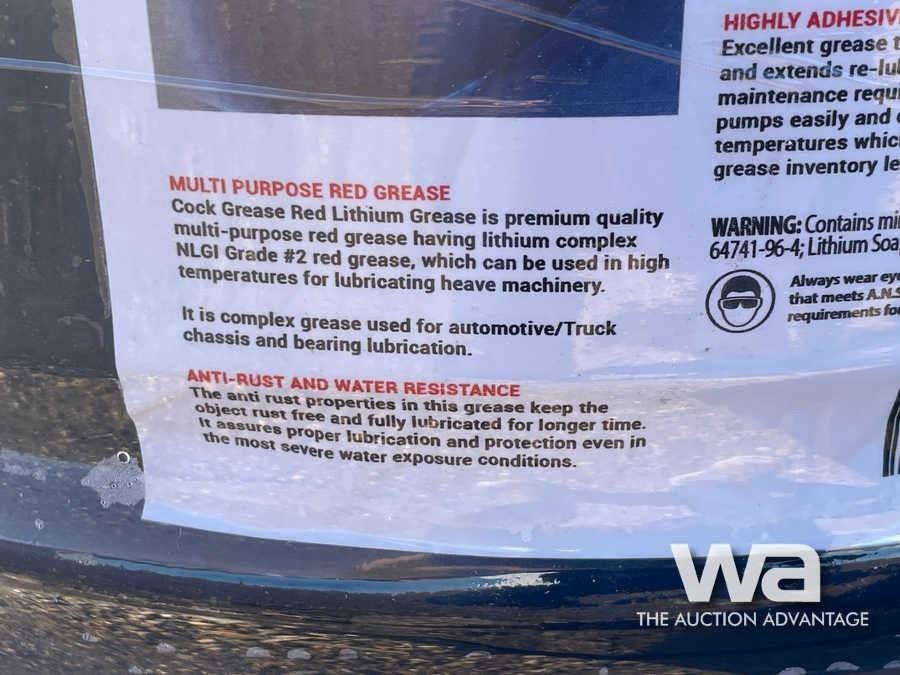 MULTI PURPOSE RED GREASE
Cock Grease Red Lithium Grease is premium quality
multi-purpose red grease having lithium complex
NLGI Grade #2 red grease, which can be used in high
temperatures for lubricating heave machinery.
It is complex grease used for automotive/Truck
chassis and bearing lubrication.
ANTI-RUST AND WATER RESISTANCE
The anti rust properties in this grease keep the
object rust free and fully lubricated for longer time.
It assures proper lubrication and protection even in
the most severe water exposure conditions.
HIGHLY ADHESIV
Excellent grease
and extends re-lu
maintenance requ
pumps easily and
temperatures whic
grease inventory le
WARNING: Contains mi
64741-96-4; Lithium Soa
Always wear eye
that meets A.N.S
requirements fo
wa
THE AUCTION ADVANTAGE